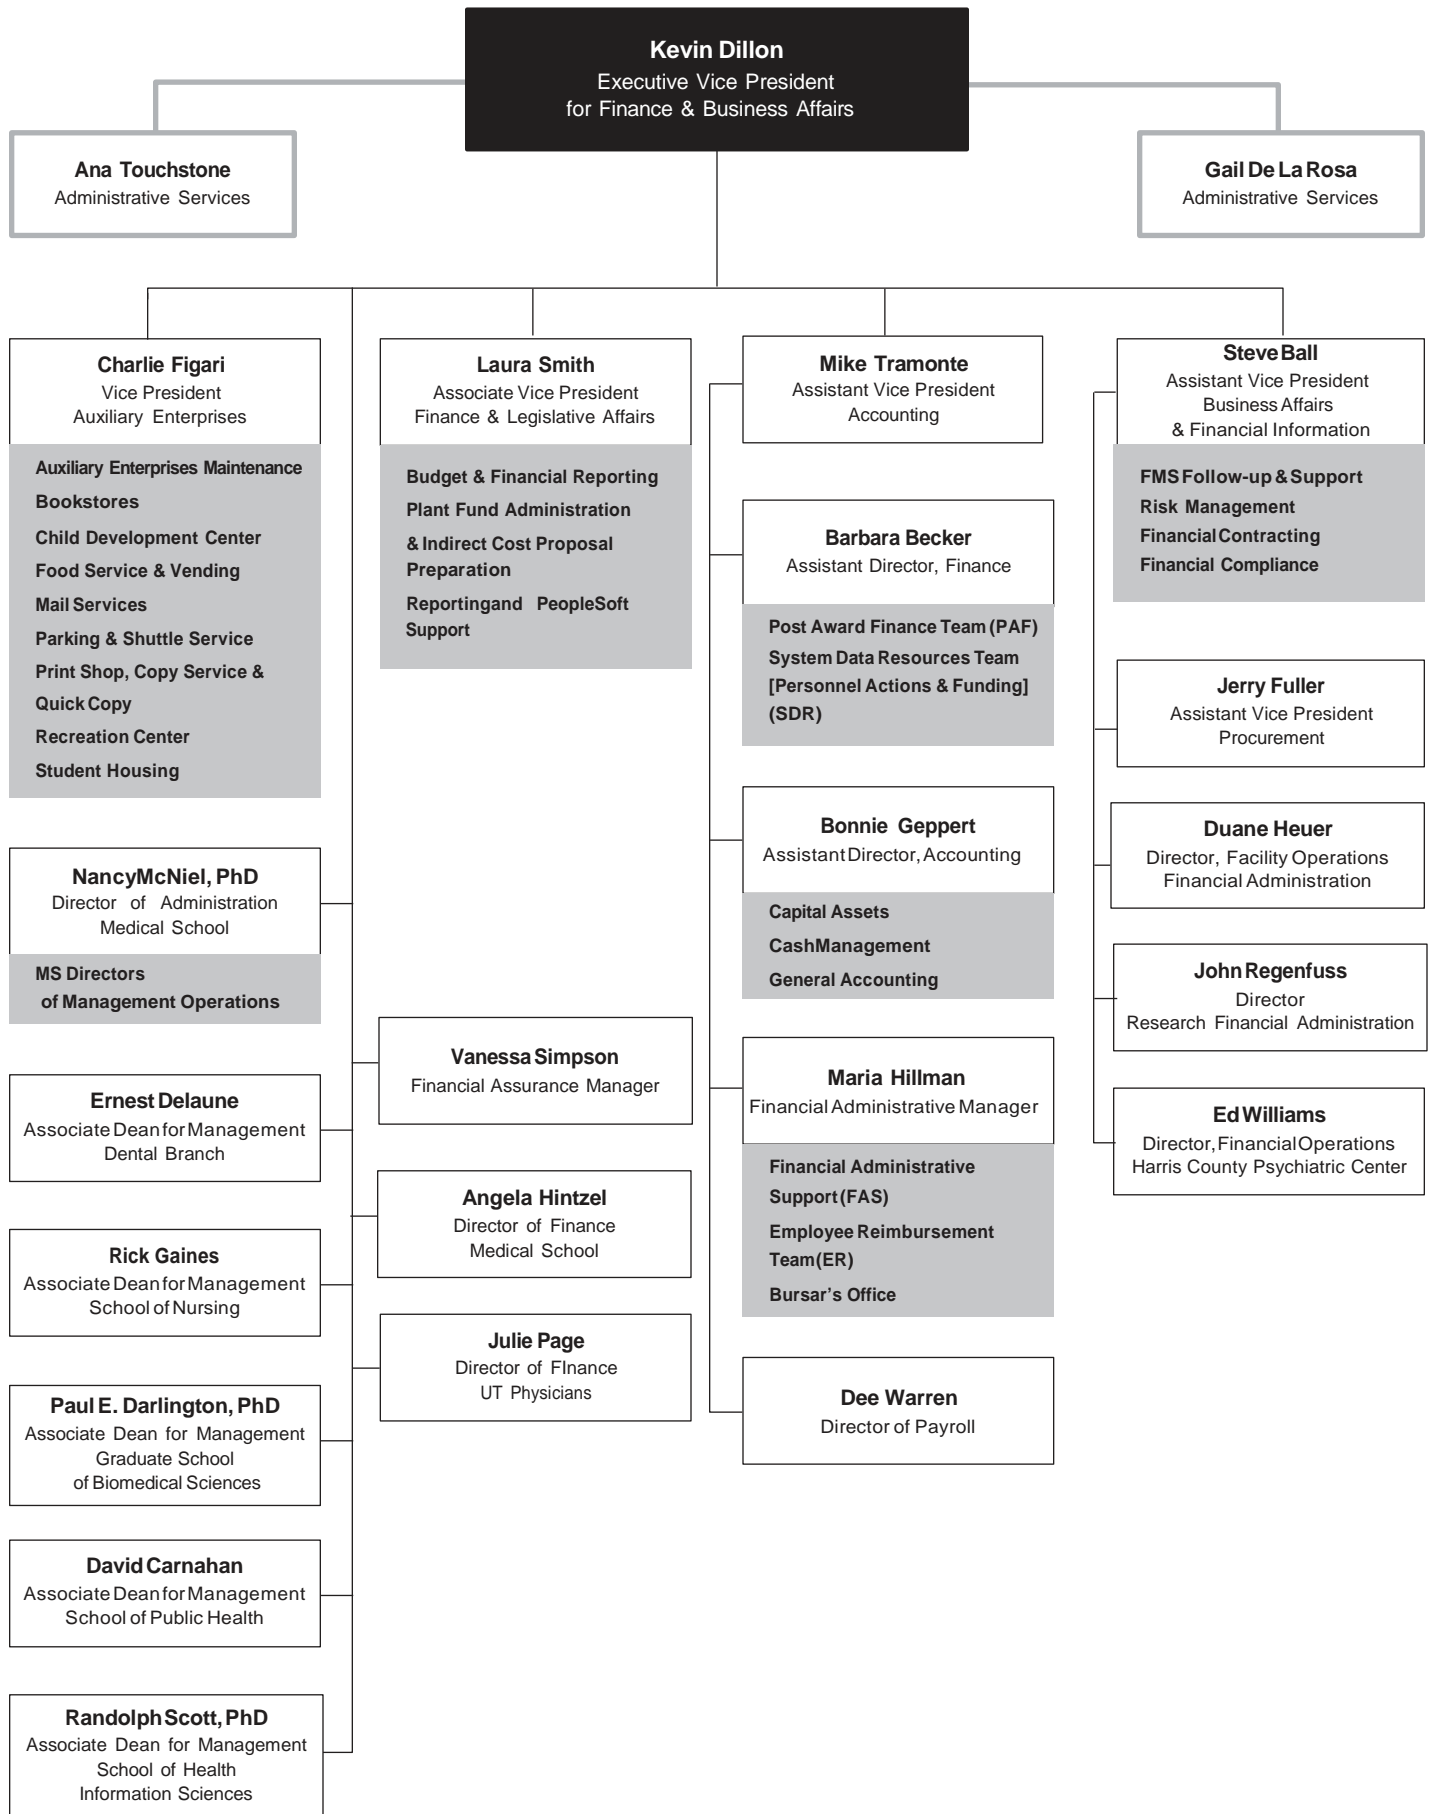 Kevin Dillon
Executive Vice President
for Finance & Business Affairs
Ana Touchstone
Administrative Services
Gail De La Rosa
Administrative Services
Charlie Figari
Vice President
Auxiliary Enterprises
Auxiliary Enterprises Maintenance
Bookstores
Child Development Center
Food Service & Vending
Mail Services
Parking & Shuttle Service
Print Shop, Copy Service &
Quick Copy
Recreation Center
Student Housing
Nancy McNiel, PhD
Director of Administration
Medical School
MS Directors
of Management Operations
Ernest Delaune
Associate Dean for Management
Dental Branch
Rick Gaines
Associate Dean for Management
School of Nursing
Paul E. Darlington, PhD
Associate Dean for Management
Graduate School
of Biomedical Sciences
David Carnahan
Associate Dean for Management
School of Public Health
Randolph Scott, PhD
Associate Dean for Management
School of Health
Information Sciences
Laura Smith
Associate Vice President
Finance & Legislative Affairs
Budget & Financial Reporting
Plant Fund Administration
& Indirect Cost Proposal
Preparation
Reportingand PeopleSoft
Support
Vanessa Simpson
Financial Assurance Manager
Angela Hintzel
Director of Finance
Medical School
Julie Page
Director of FInance
UT Physicians
Mike Tramonte
Assistant Vice President
Accounting
Barbara Becker
Assistant Director, Finance
Post Award Finance Team (PAF)
System Data Resources Team
[Personnel Actions & Funding]
(SDR)
Bonnie Geppert
Assistant Director, Accounting
Capital Assets
Cash Management
General Accounting
Maria Hillman
Financial Administrative Manager
Financial Administrative
Support (FAS)
Employee Reimbursement
Team (ER)
Bursar's Office
Dee Warren
Director of Payroll
Steve Ball
Assistant Vice President
Business Affairs
& Financial Information
FMS Follow-up & Support
Risk Management
Financial Contracting
Financial Compliance
Jerry Fuller
Assistant Vice President
Procurement
Duane Heuer
Director, Facility Operations
Financial Administration
John Regenfuss
Director
Research Financial Administration
Ed Williams
Director, Financial Operations
Harris County Psychiatric Center